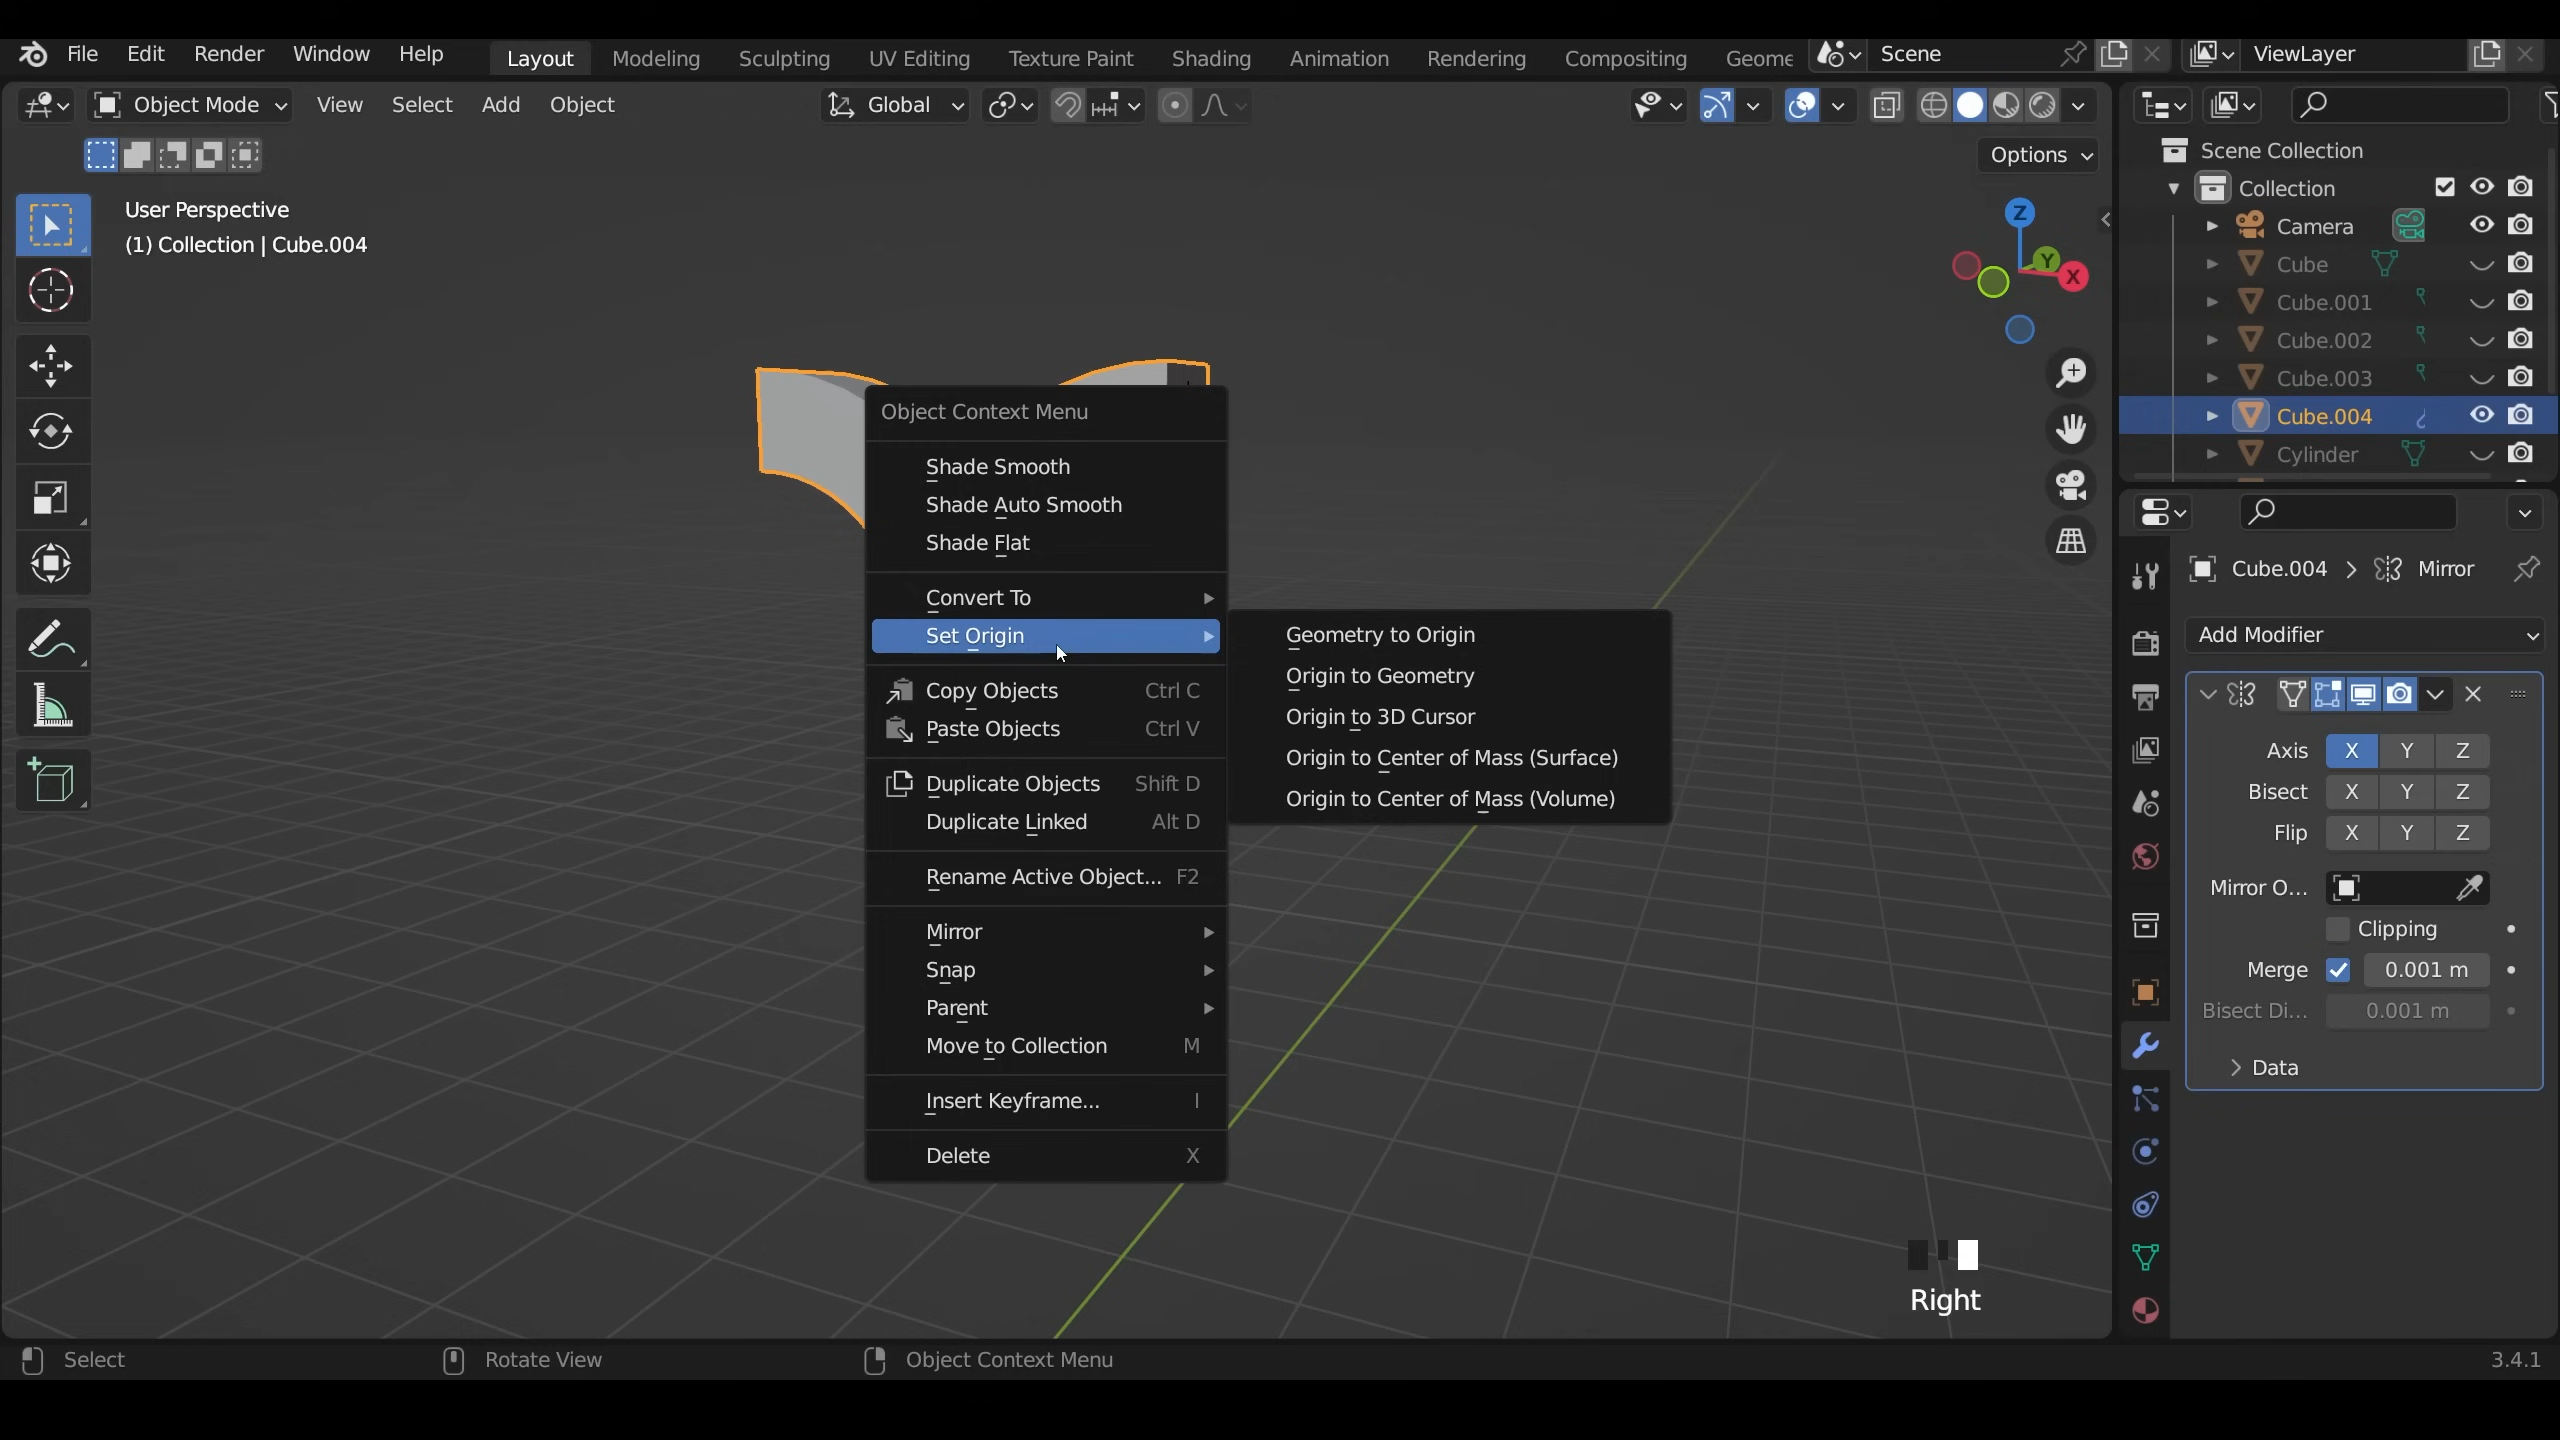 File Edit Render Window Help Layout Modeling Sculpting UV Editing Texture Paint Shading Animation Rendering Compositing Geome Scene ViewLayer
Object Mode View Select Add Object Global
Options
User Perspective
(1) Collection | Cube.004
Z
Y
X
Object Context Menu
Shade Smooth
Shade Auto Smooth
Shade Flat
Convert To
Set Origin
Copy Objects Ctrl C
Paste Objects Ctrl V
Duplicate Objects Shift D
Duplicate Linked Alt D
Rename Active Object... F2
Mirror
Snap
Parent
Move to Collection M
Insert Keyframe... I
Delete X
Geometry to Origin
Origin to Geometry
Origin to 3D Cursor
Origin to Center of Mass (Surface)
Origin to Center of Mass (Volume)
Right
Scene Collection
Collection
Camera
Cube
Cube.001
Cube.002
Cube.003
Cube.004
Cylinder
Cube.004 Mirror
Add Modifier
Axis X Y Z
Bisect X Y Z
Flip X Y Z
Mirror O...
Clipping
Merge 0.001 m
Bisect Di... 0.001 m
Data
Select Rotate View Object Context Menu 3.4.1